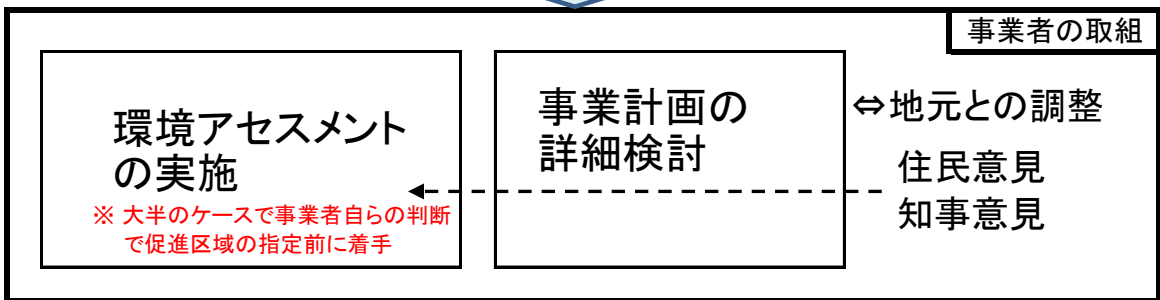 事業者の取組
環境アセスメント
の実施
※ 大半のケースで事業者自らの判断
で促進区域の指定前に着手
事業計画の
詳細検討
⇔地元との調整
住民意見
知事意見